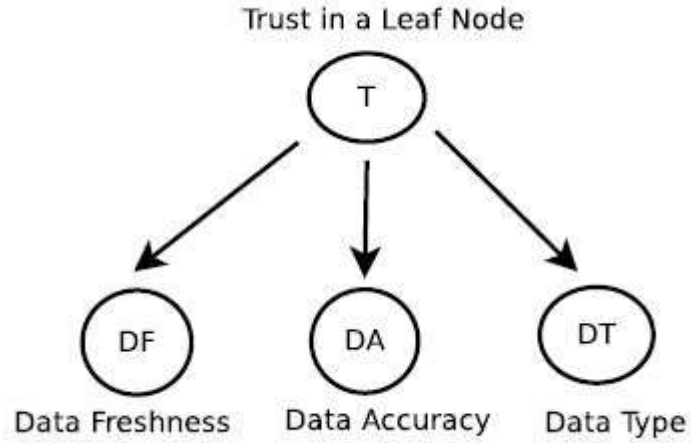 Trust in a Leaf Node
T
DF
DA
DT
Data Freshness
Data Accuracy
Data Type